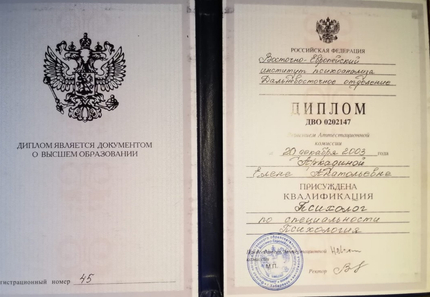 ДИПЛОМ ЯВЛЯЕТСЯ ДОКУМЕНТОМ
О ВЫСШЕМ ОБРАЗОВАНИИ
гистрационный номер 45
РОССИЙСКАЯ ФЕДЕРАЦИЯ
Восточно-Европейский
институт психоанализа
Дальневосточное отделение
ДИПЛОМ
ДВО 0202147
Решением Аттестационной
комиссии
20 декабря 2003 года
Аркадиной
Елене Анатольевне
ПРИСУЖДЕНА
КВАЛИФИКАЦИЯ
Психолог
по специальности
Психология
М.П.
Ректор